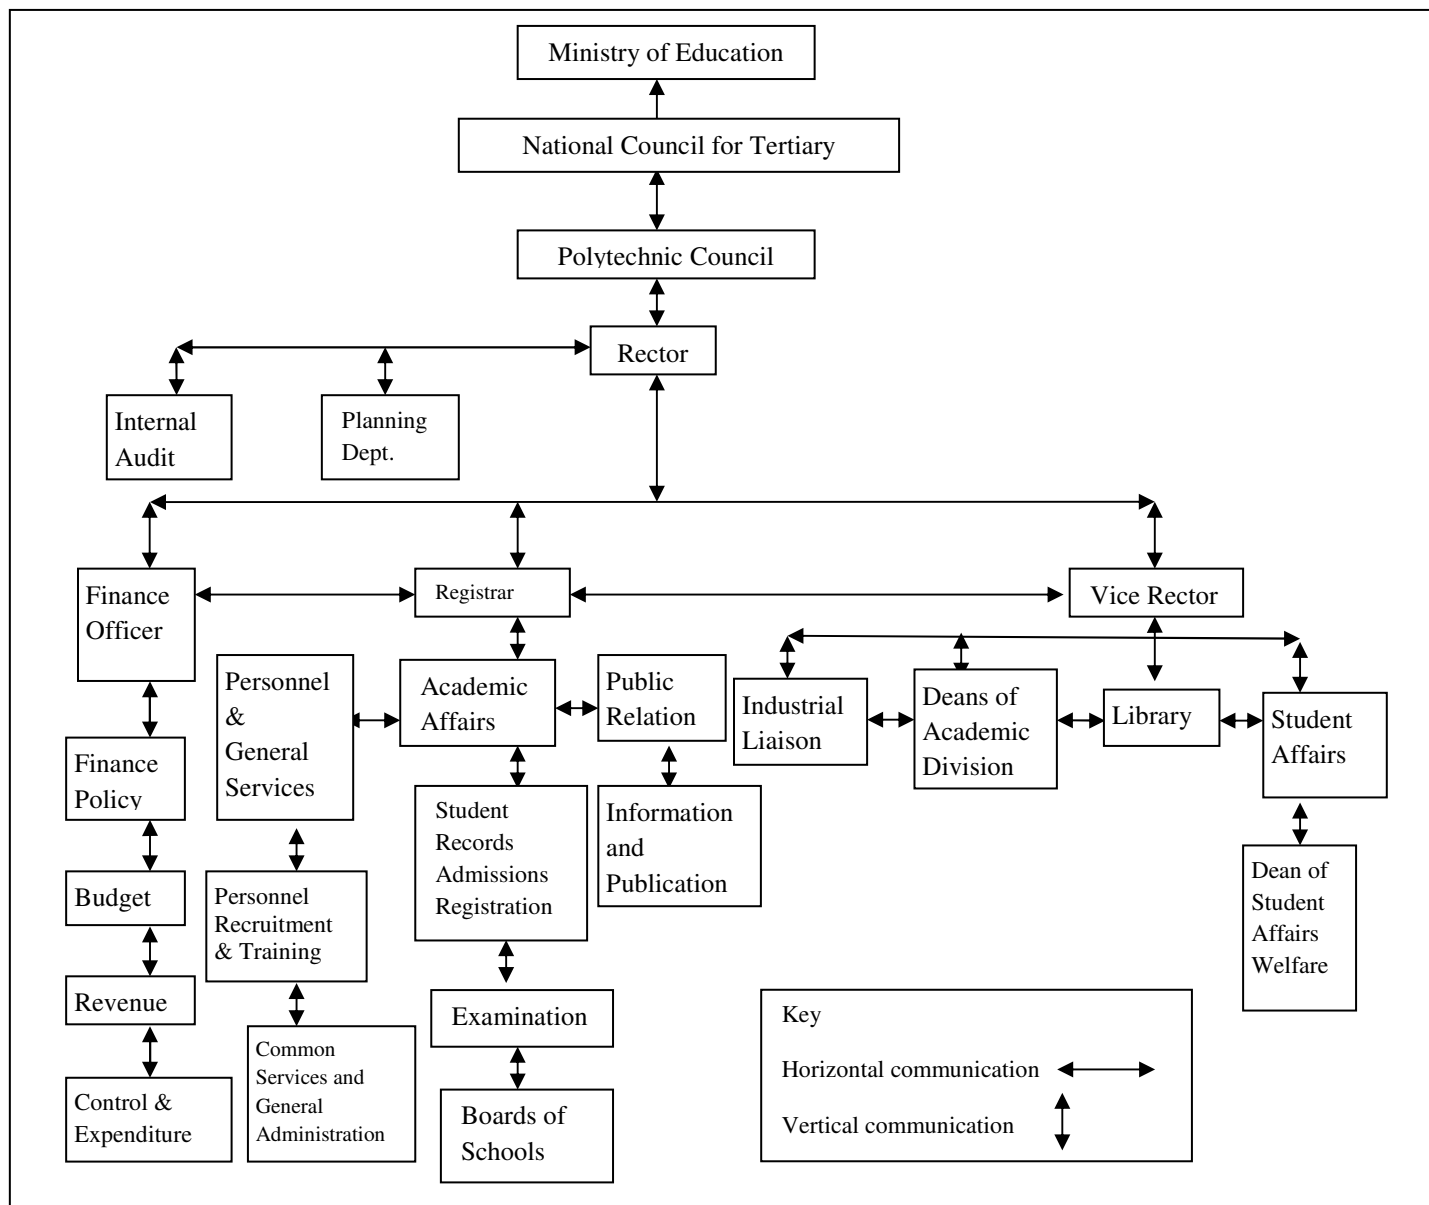 Ministry of Education
National Council for Tertiary
Polytechnic Council
Rector
Internal
Audit
Planning
Dept.
Finance
Officer
Registrar
Vice Rector
Personnel
&
General
Services
Academic
Affairs
Public
Relation
Industrial
Liaison
Deans of
Academic
Division
Library
Student
Affairs
Finance
Policy
Student
Records
Admissions
Registration
Information
and
Publication
Budget
Personnel
Recruitment
& Training
Dean of
Student
Affairs
Welfare
Revenue
Examination
Common
Services and
General
Administration
Control &
Expenditure
Boards of
Schools
Key
Horizontal communication
Vertical communication